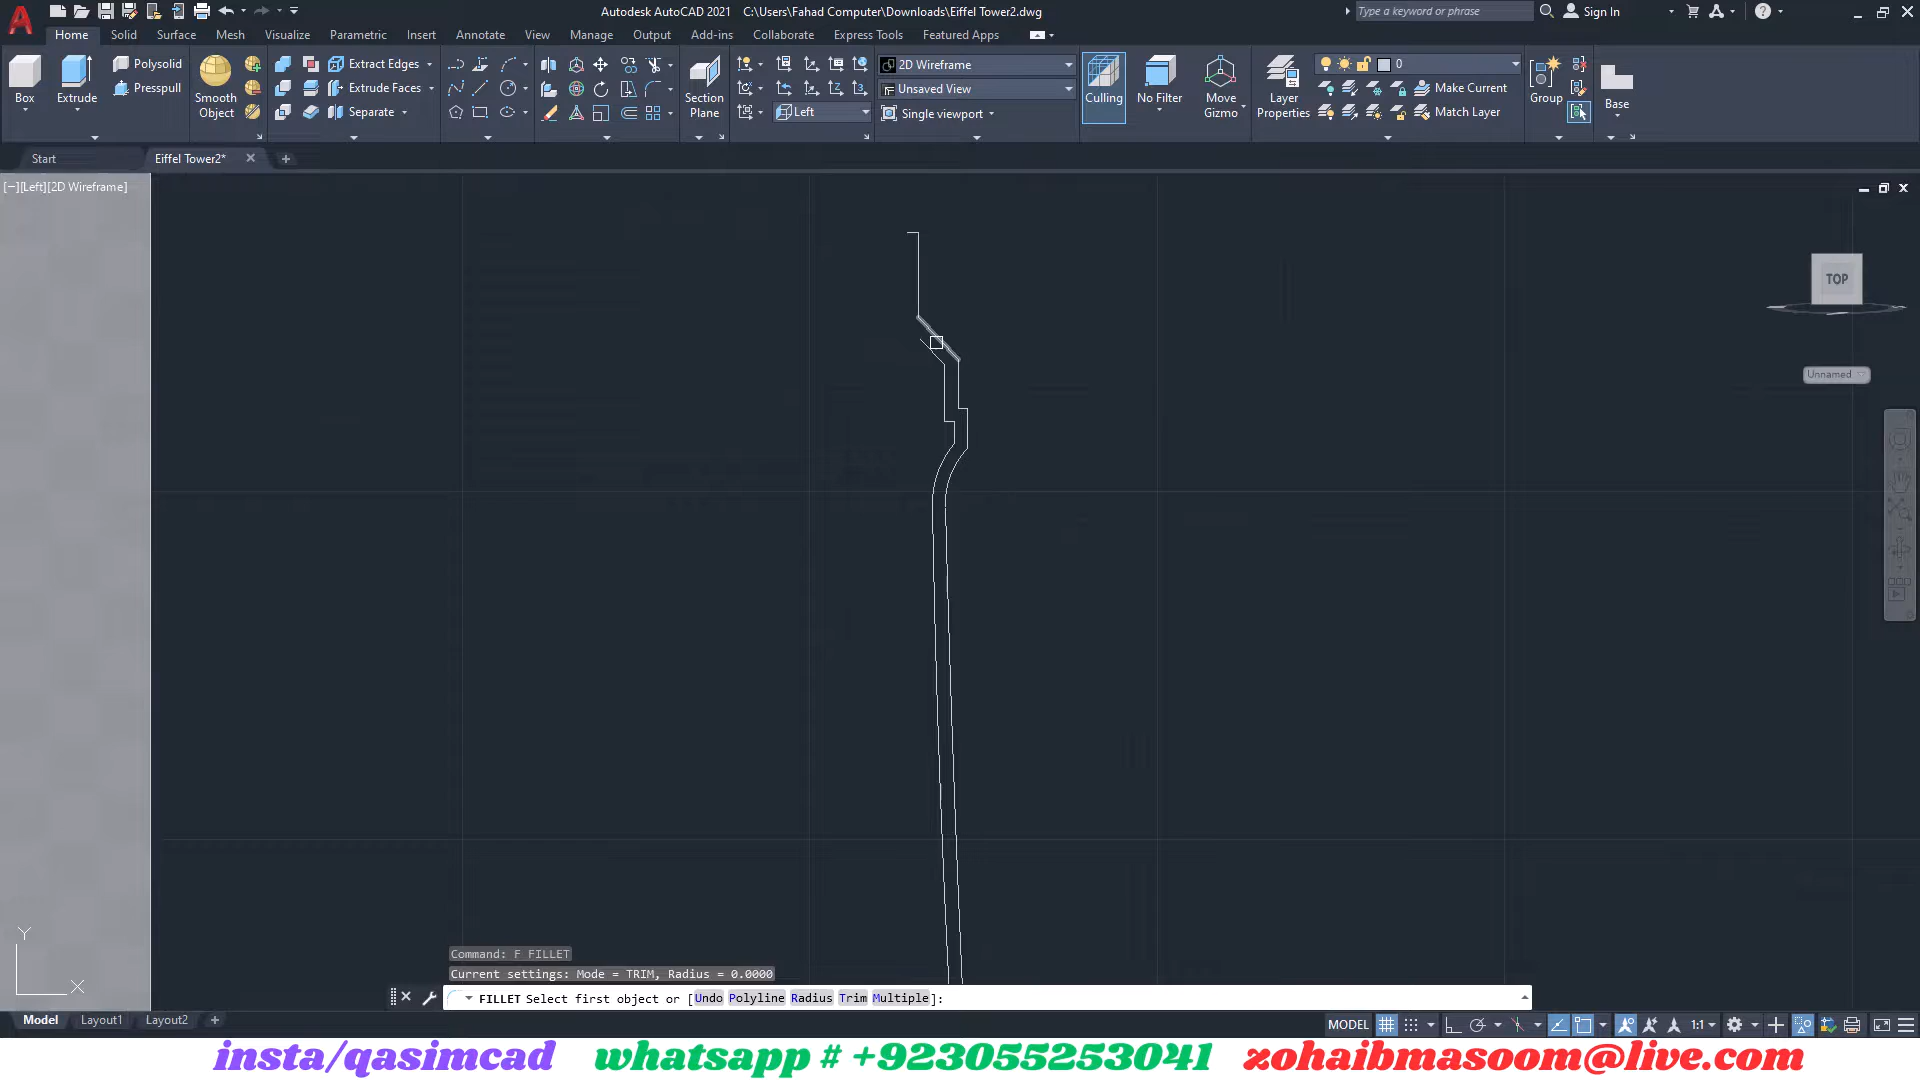 Autodesk AutoCAD 2021 C:\Users\Fahad Computer\Downloads\Eiffel Tower2.dwg
Type a keyword or phrase
Sign In
Home Solid Surface Mesh Visualize Parametric Insert Annotate View Manage Output Add-ins Collaborate Express Tools Featured Apps
Box
Extrude
Polysolid
Presspull
Smooth
Object
Extract Edges
Extrude Faces
Separate
Section
Plane
Left
2D Wireframe
Unsaved View
Single viewport
Culling
No Filter
Move
Gizmo
Layer
Properties
0
Make Current
Match Layer
Group
Base
Start
Eiffel Tower2*
[−][Left][2D Wireframe]
TOP
Unnamed
Y
X
Command: F FILLET
Current settings: Mode = TRIM, Radius = 0.0000
FILLET Select first object or [Undo Polyline Radius Trim Multiple]:
Model Layout1 Layout2
MODEL
1:1
insta/qasimcad whatsapp # +923055253041 zohaibmasoom@live.com